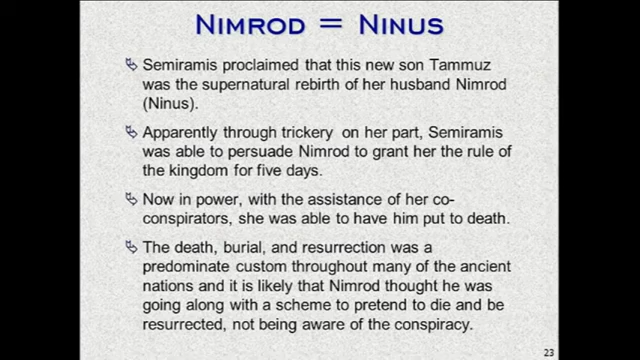 Nimrod = Ninus
Semiramis proclaimed that this new son Tammuz
was the supernatural rebirth of her husband Nimrod
(Ninus).
Apparently through trickery on her part, Semiramis
was able to persuade Nimrod to grant her the rule of
the kingdom for five days.
Now in power, with the assistance of her co-
conspirators, she was able to have him put to death.
The death, burial, and resurrection was a
predominate custom throughout many of the ancient
nations and it is likely that Nimrod thought he was
going along with a scheme to pretend to die and be
resurrected, not being aware of the conspiracy.
23